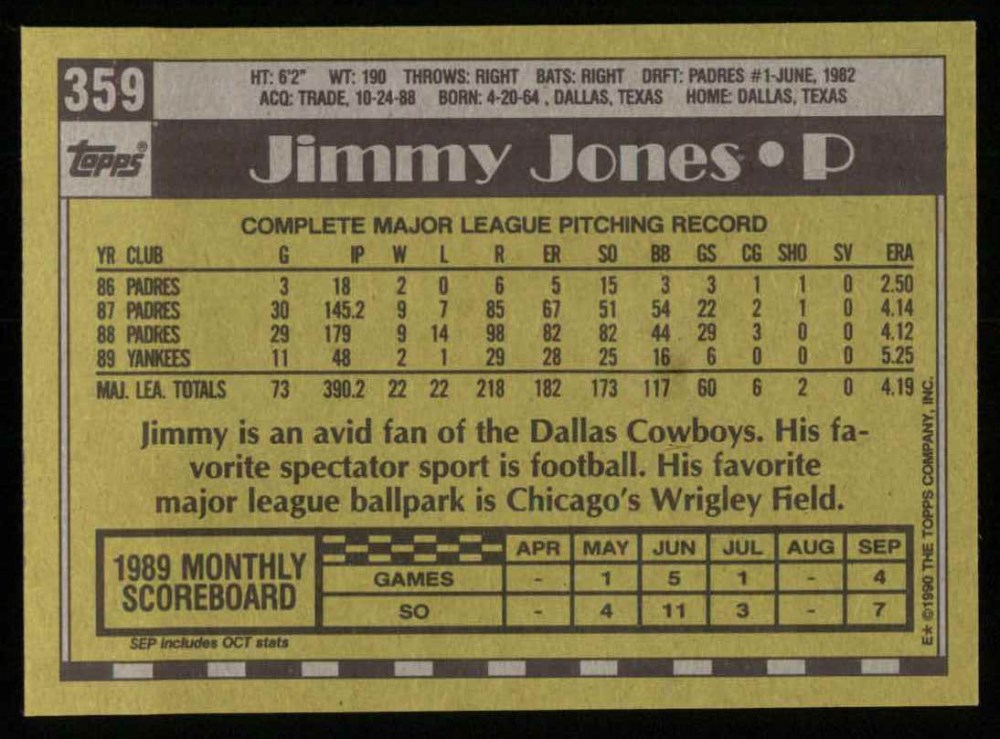 359
HT: 6'2" WT: 190 THROWS: RIGHT BATS: RIGHT DRFT: PADRES #1-JUNE, 1982
ACQ: TRADE, 10-24-88 BORN: 4-20-64 , DALLAS, TEXAS HOME: DALLAS, TEXAS
Topps®
Jimmy Jones • P
COMPLETE MAJOR LEAGUE PITCHING RECORD
YR CLUB G IP W L R ER SO BB GS CG SHO SV ERA
86 PADRES 3 18 2 0 6 5 15 3 3 1 1 0 2.50
87 PADRES 30 145.2 9 7 85 67 51 54 22 2 1 0 4.14
88 PADRES 29 179 9 14 98 82 82 44 29 3 0 0 4.12
89 YANKEES 11 48 2 1 29 28 25 16 6 0 0 0 5.25
MAJ. LEA. TOTALS 73 390.2 22 22 218 182 173 117 60 6 2 0 4.19
Jimmy is an avid fan of the Dallas Cowboys. His fa-
vorite spectator sport is football. His favorite
major league ballpark is Chicago's Wrigley Field.
1989 MONTHLY
SCOREBOARD
APR MAY JUN JUL AUG SEP
GAMES - 1 5 1 - 4
SO - 4 11 3 - 7
SEP includes OCT stats
E* ©1990 THE TOPPS COMPANY, INC.